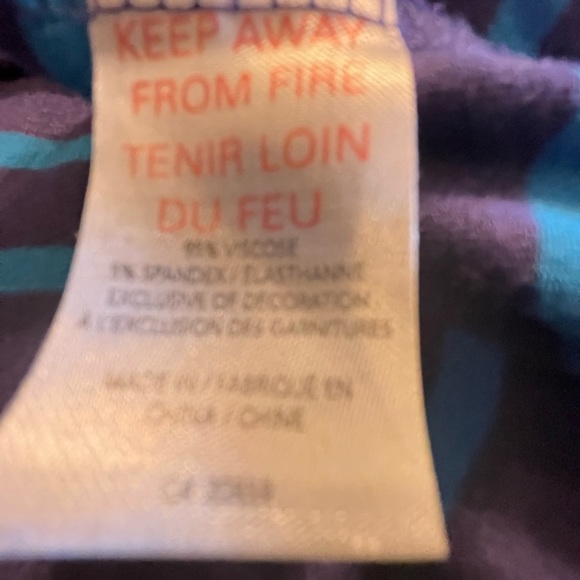 KEEP AWAY
FROM FIRE
TENIR LOIN
DU FEU
95% VISCOSE
SPANDEX / ELASTHANNE
EXCLUSIVE OF DECORATION
À L'EXCLUSION DES GARNITURES
MADE IN / FABRIQUÉ EN
CHINA / CHINE